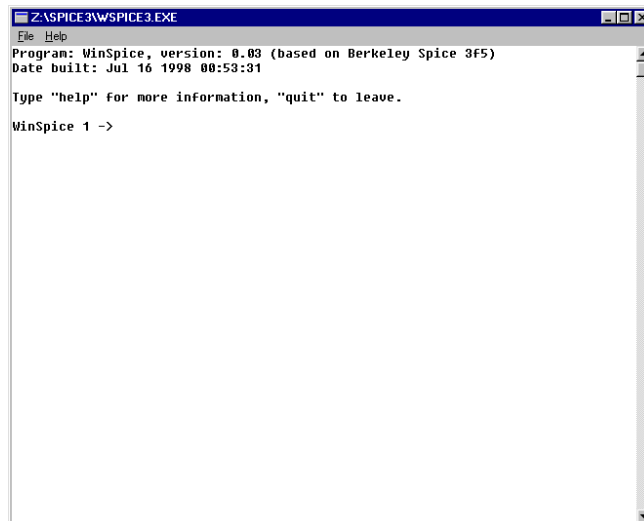 Z:\SPICE3\WSPICE3.EXE
File Help
Program: WinSpice, version: 0.03 (based on Berkeley Spice 3f5)
Date built: Jul 16 1998 00:53:31
Type "help" for more information, "quit" to leave.
WinSpice 1 ->